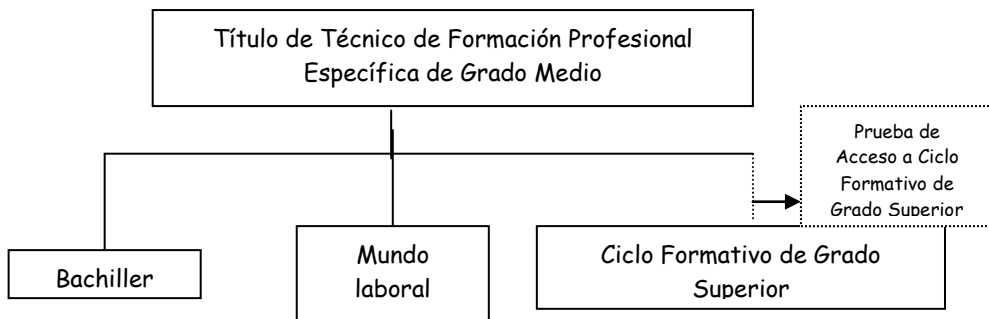 Título de Técnico de Formación Profesional
Específica de Grado Medio
Prueba de
Acceso a Ciclo
Formativo de
Grado Superior
Bachiller
Mundo
laboral
Ciclo Formativo de Grado
Superior